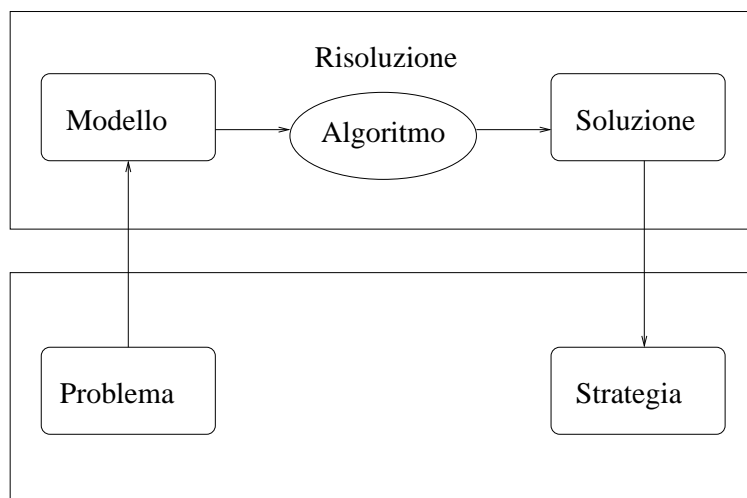 Risoluzione
Modello
Algoritmo
Soluzione
Problema
Strategia